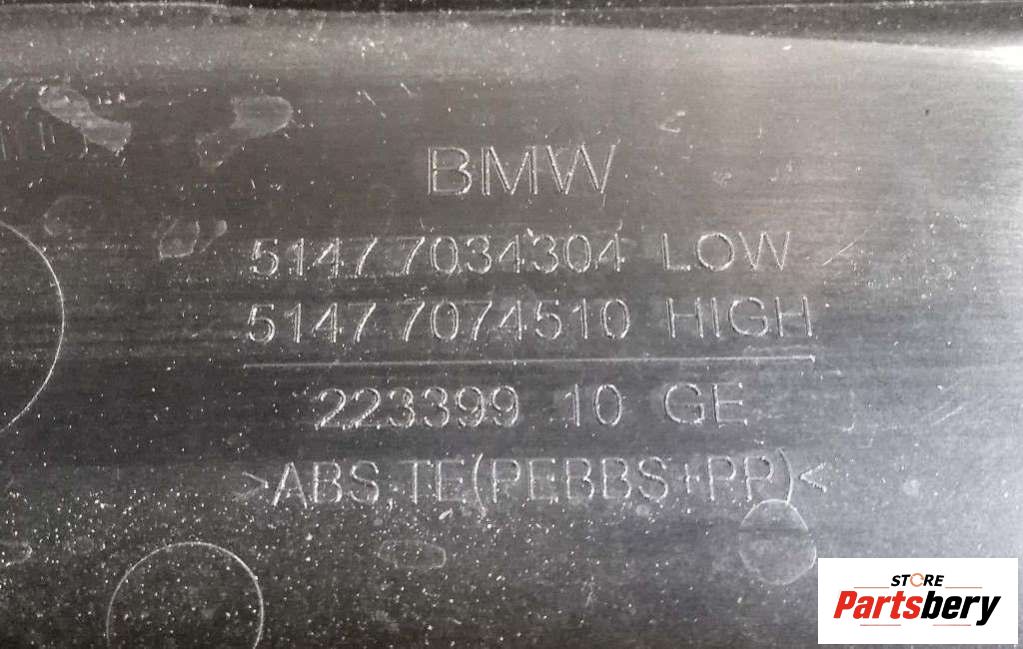 BMW
5147 7034304 LOW
5147 7074510 HIGH
223399 10 GE
>ABS TE(PEBBS+PP)<
STORE
Partsbery